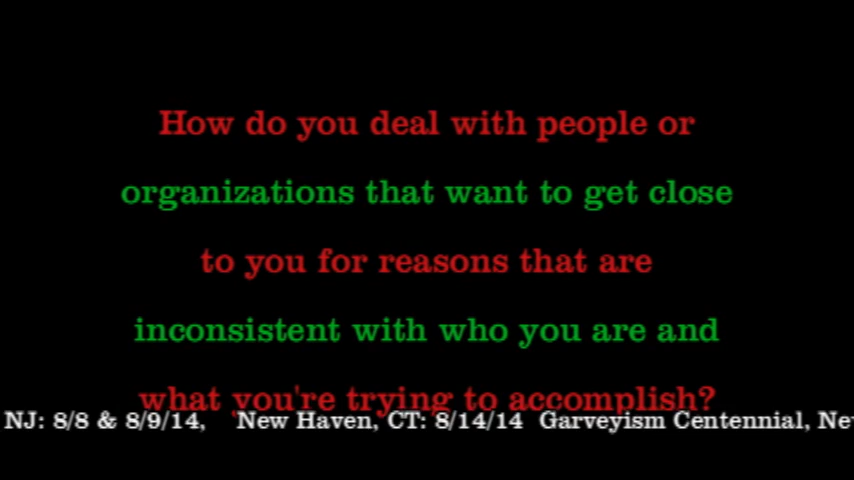 How do you deal with people or
organizations that want to get close
to you for reasons that are
inconsistent with who you are and
what you're trying to accomplish?
NJ: 8/8 & 8/9/14, New Haven, CT: 8/14/14 Garveyism Centennial,